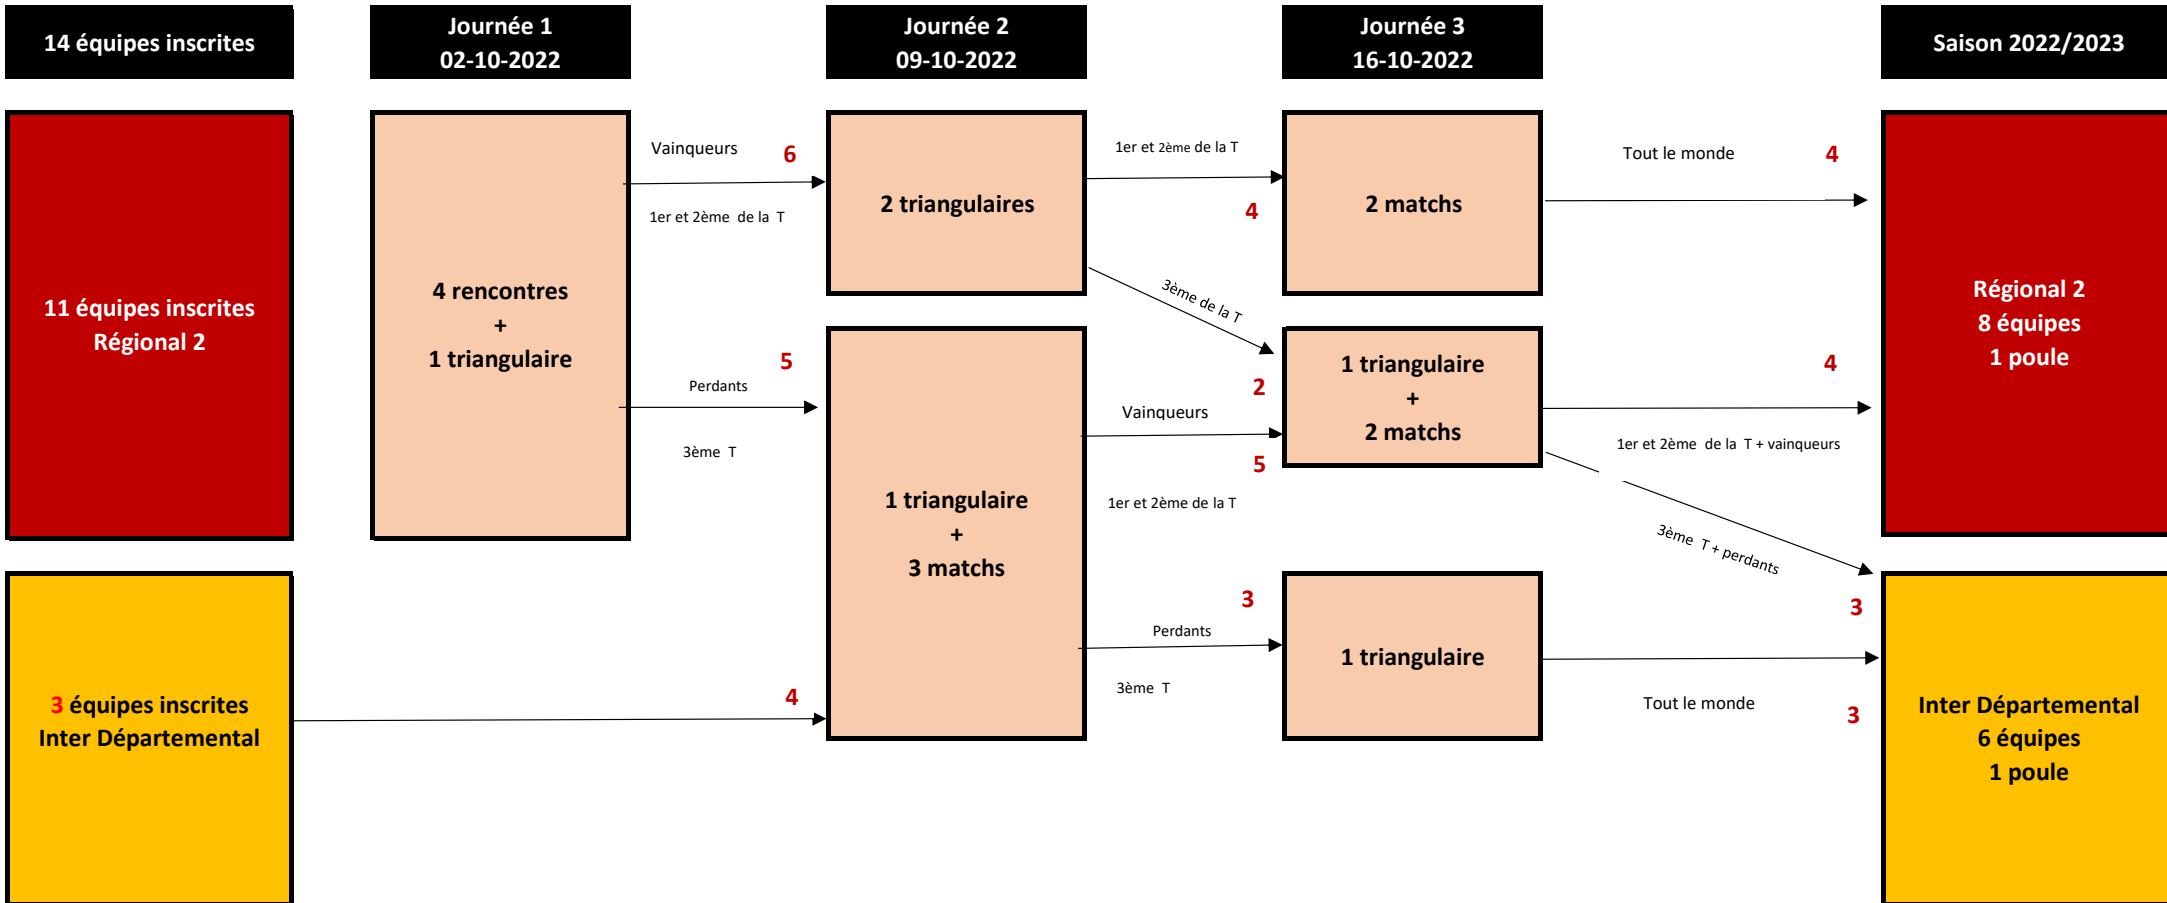 14 équipes inscrites
Journée 1
02-10-2022
Journée 2
09-10-2022
Journée 3
16-10-2022
Saison 2022/2023
11 équipes inscrites
Régional 2
4 rencontres
+
1 triangulaire
Vainqueurs
6
1er et 2ème de la T
Perdants
5
3ème T
2 triangulaires
1er et 2ème de la T
4
3ème de la T
2
2 matchs
Tout le monde
4
1 triangulaire
+
3 matchs
Vainqueurs
5
1er et 2ème de la T
3
Perdants
3ème T
1 triangulaire
+
2 matchs
4
1er et 2ème de la T + vainqueurs
3ème T + perdants
3
Régional 2
8 équipes
1 poule
3 équipes inscrites
Inter Départemental
4
1 triangulaire
Tout le monde
3
Inter Départemental
6 équipes
1 poule